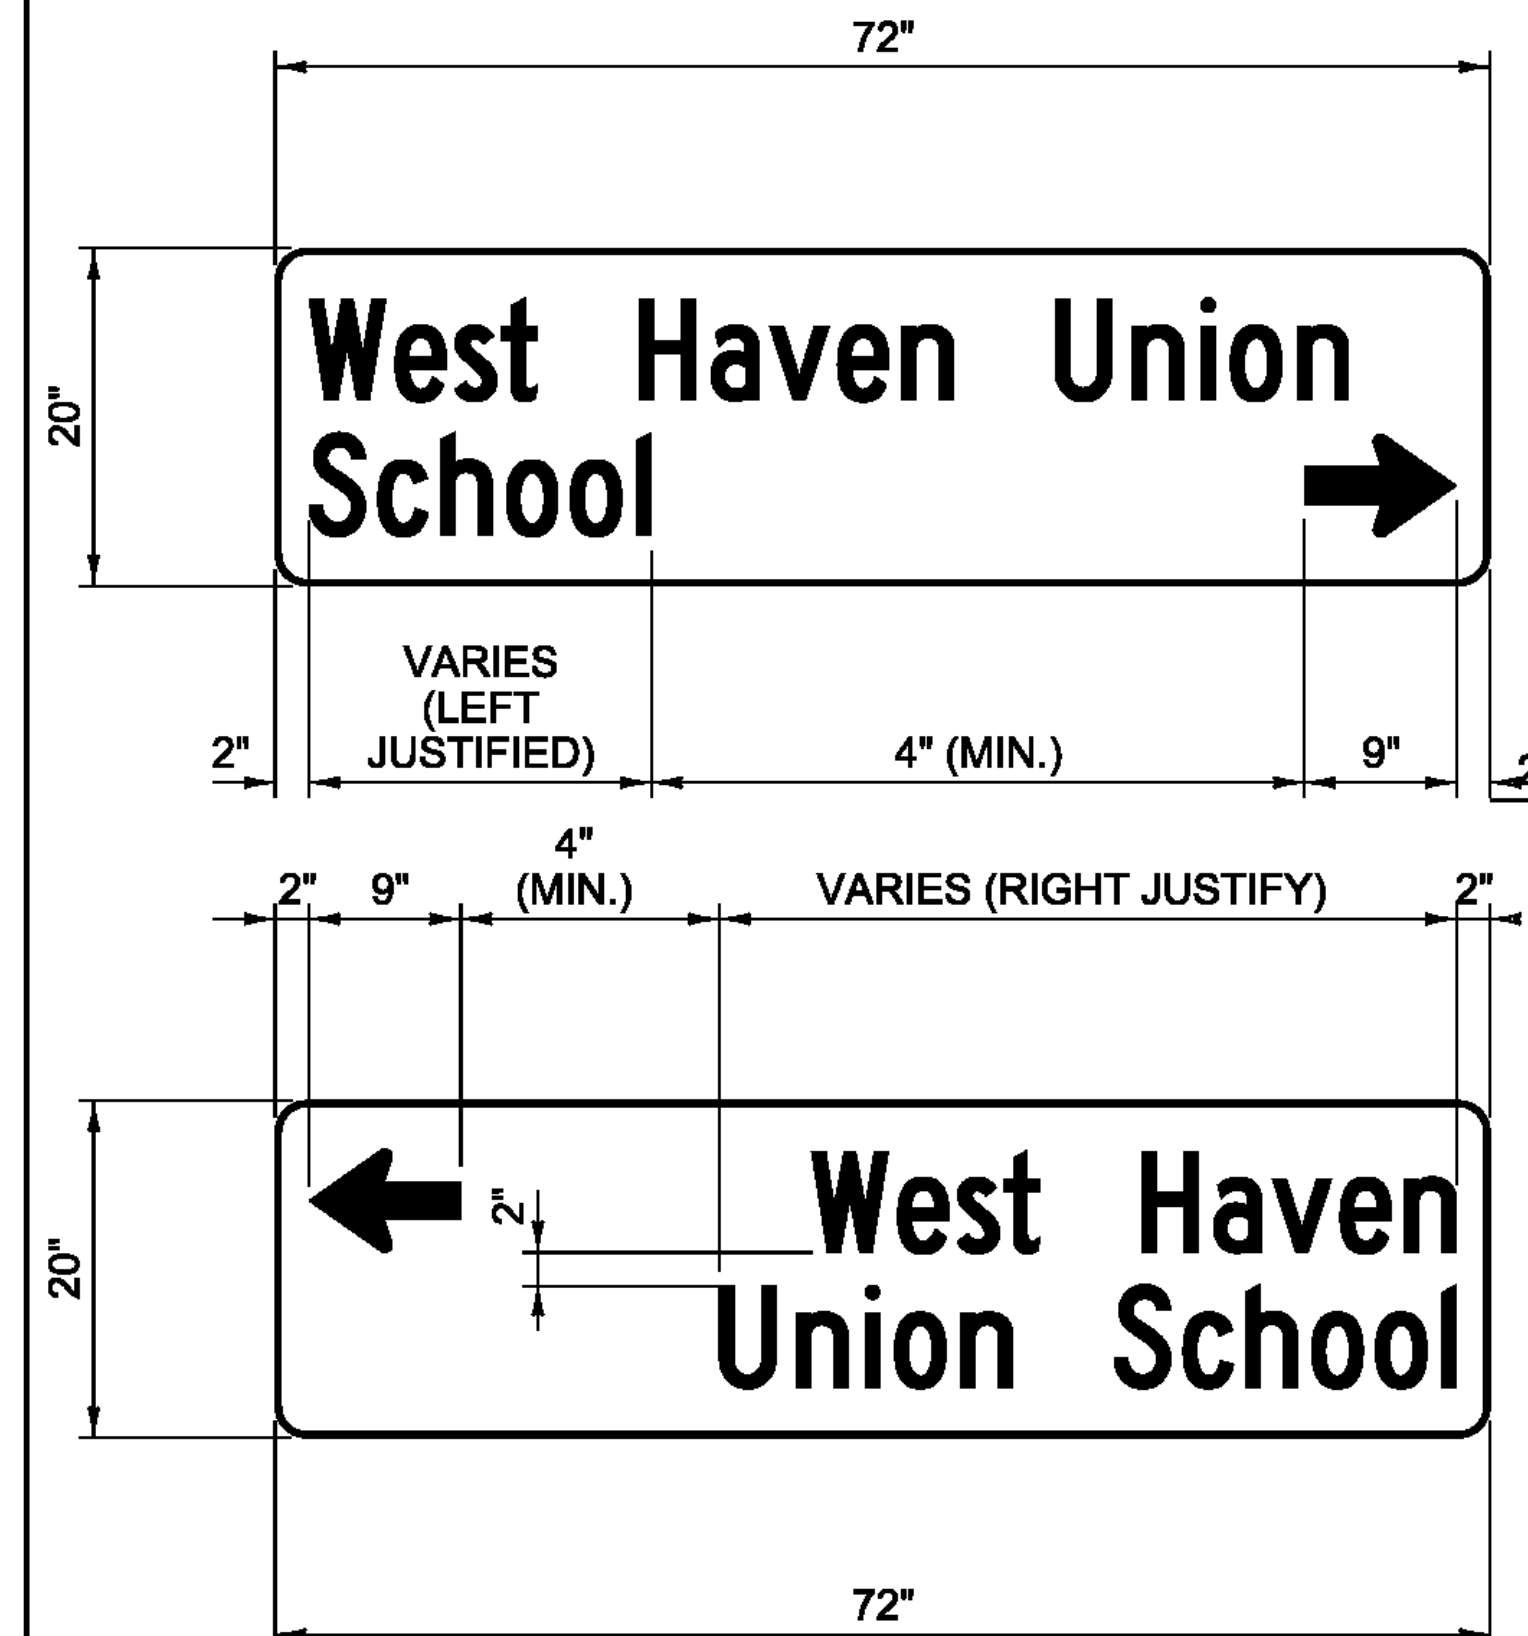 72"
20"
West Haven Union
School
VARIES
(LEFT
JUSTIFIED)
2"
4" (MIN.)
9"
4"
(MIN.)
2"
9"
VARIES (RIGHT JUSTIFY)
2"
20"
2"
West Haven
Union School
72"